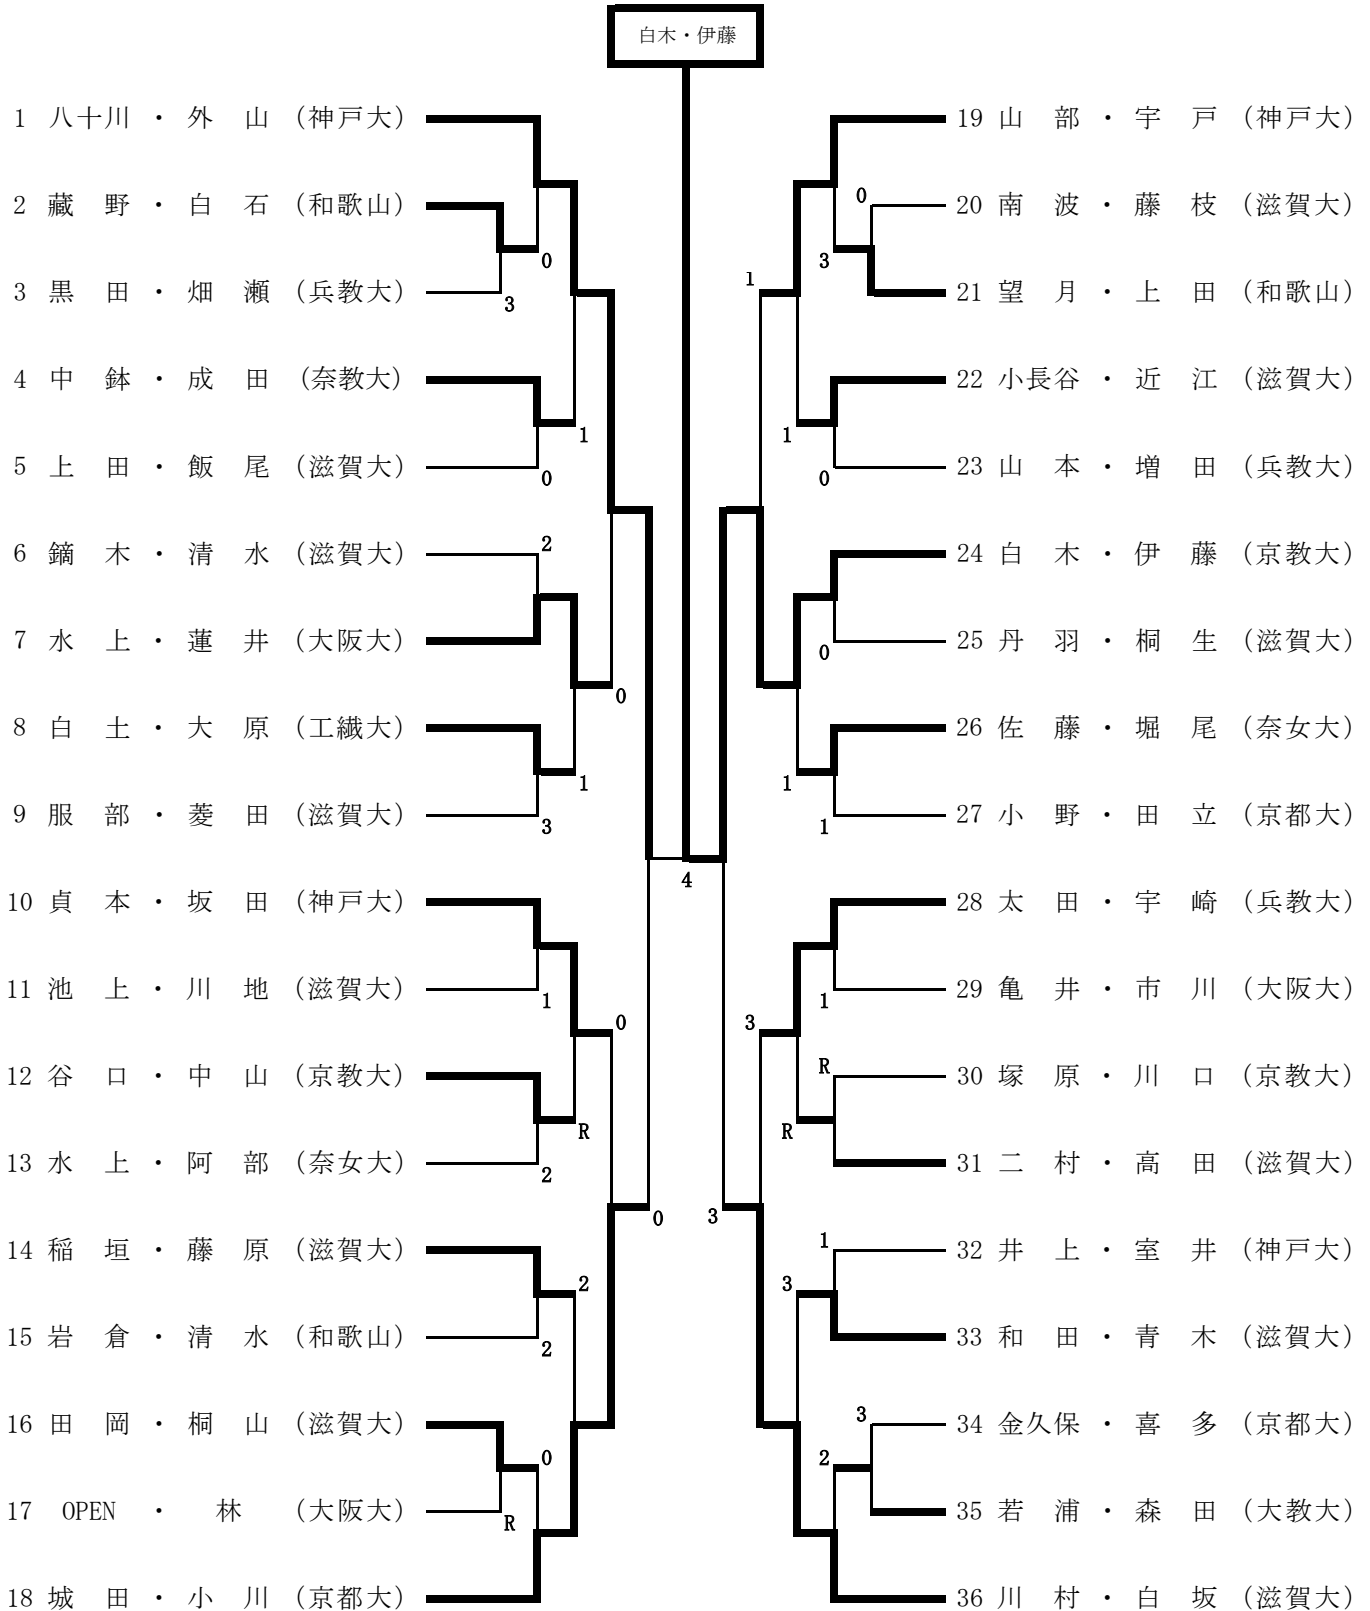 白木・伊藤
1 八十川 ・ 外 山 (神戸大)
2 藏 野 ・ 白 石 (和歌山)
0
3 黒 田 ・ 畑 瀬 (兵教大)
3
4 中 鉢 ・ 成 田 (奈教大)
1
5 上 田 ・ 飯 尾 (滋賀大)
0
6 鏑 木 ・ 清 水 (滋賀大)
2
7 水 上 ・ 蓮 井 (大阪大)
0
8 白 土 ・ 大 原 (工繊大)
1
9 服 部 ・ 菱 田 (滋賀大)
3
4
10 貞 本 ・ 坂 田 (神戸大)
11 池 上 ・ 川 地 (滋賀大)
1
0
12 谷 口 ・ 中 山 (京教大)
R
13 水 上 ・ 阿 部 (奈女大)
2
0
14 稲 垣 ・ 藤 原 (滋賀大)
2
15 岩 倉 ・ 清 水 (和歌山)
2
16 田 岡 ・ 桐 山 (滋賀大)
0
17 OPEN ・ 林 (大阪大)
R
18 城 田 ・ 小 川 (京都大)
19 山 部 ・ 宇 戸 (神戸大)
0
20 南 波 ・ 藤 枝 (滋賀大)
3
1
21 望 月 ・ 上 田 (和歌山)
22 小長谷 ・ 近 江 (滋賀大)
1
23 山 本 ・ 増 田 (兵教大)
0
24 白 木 ・ 伊 藤 (京教大)
25 丹 羽 ・ 桐 生 (滋賀大)
0
26 佐 藤 ・ 堀 尾 (奈女大)
1
27 小 野 ・ 田 立 (京都大)
1
28 太 田 ・ 宇 崎 (兵教大)
29 亀 井 ・ 市 川 (大阪大)
1
3
R
30 塚 原 ・ 川 口 (京教大)
R
31 二 村 ・ 高 田 (滋賀大)
3
1
32 井 上 ・ 室 井 (神戸大)
3
33 和 田 ・ 青 木 (滋賀大)
3
34 金久保 ・ 喜 多 (京都大)
2
35 若 浦 ・ 森 田 (大教大)
36 川 村 ・ 白 坂 (滋賀大)